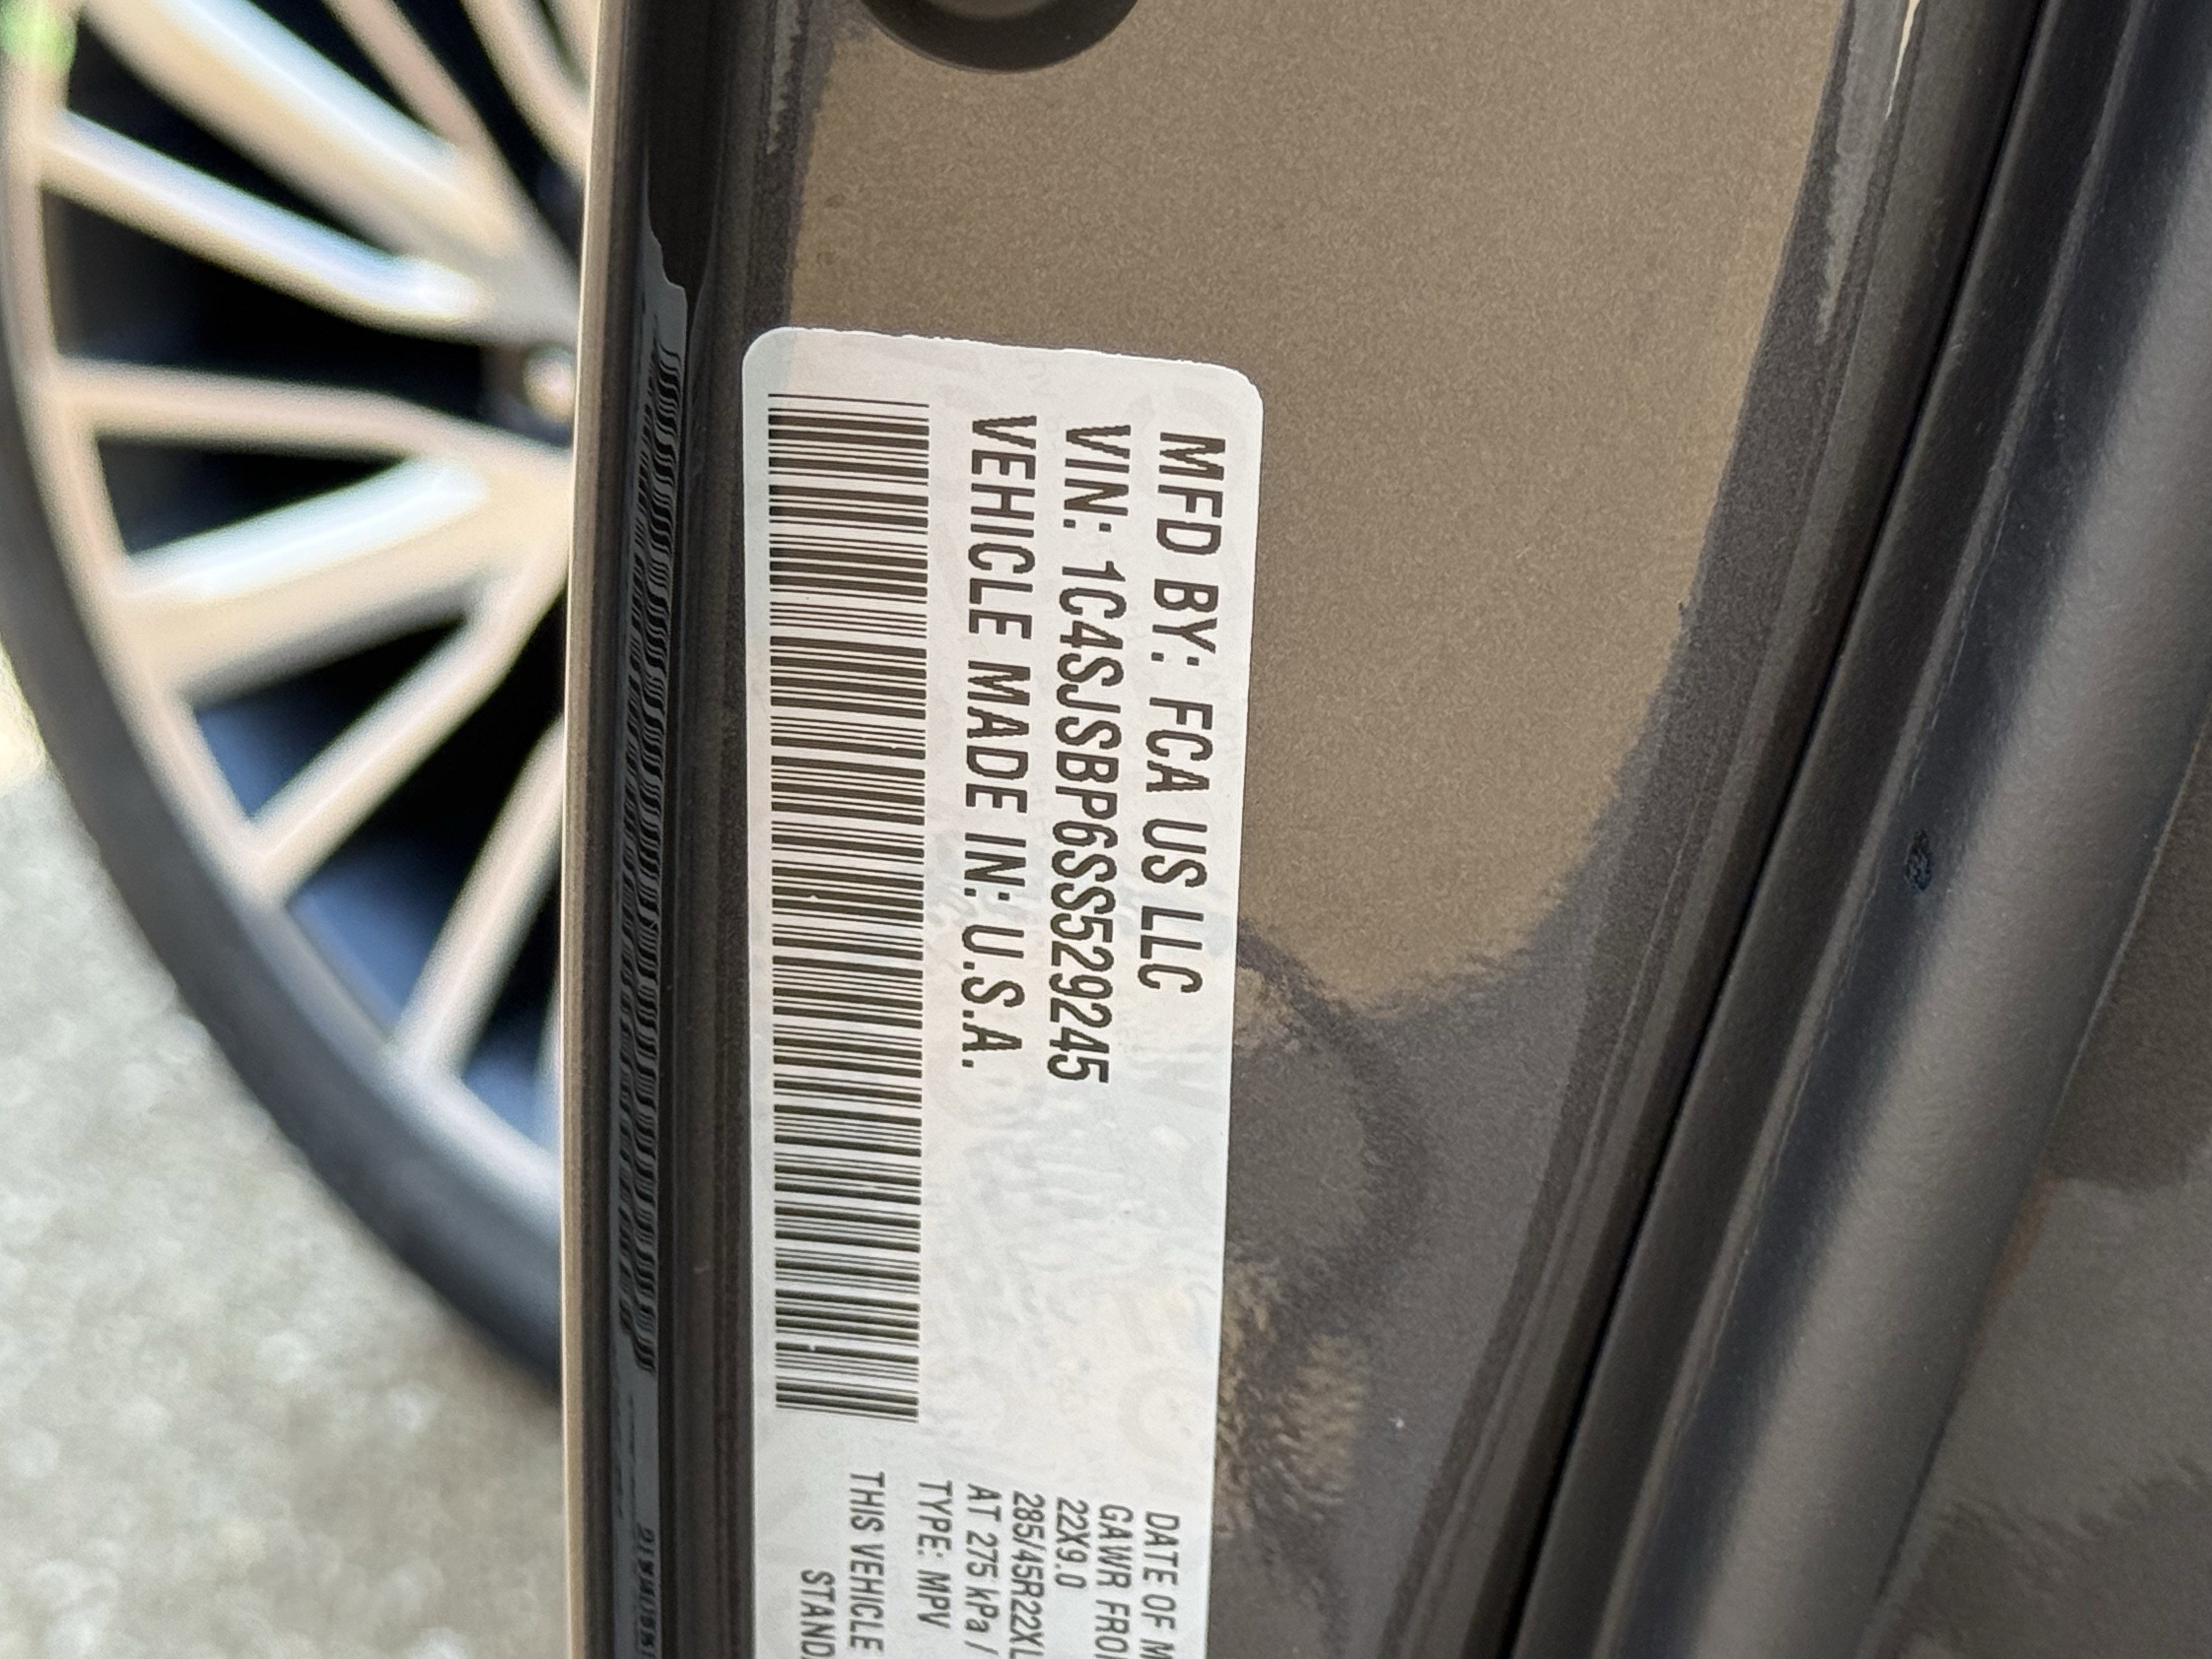 MFD BY: FCA US LLC
VIN: 1C4SJSBP6SS529245
VEHICLE MADE IN: U.S.A.
DATE OF
GAWR
22X9.0
285/45R22XL
AT 275 kPa /
TYPE: MPV
THIS VEHICLE